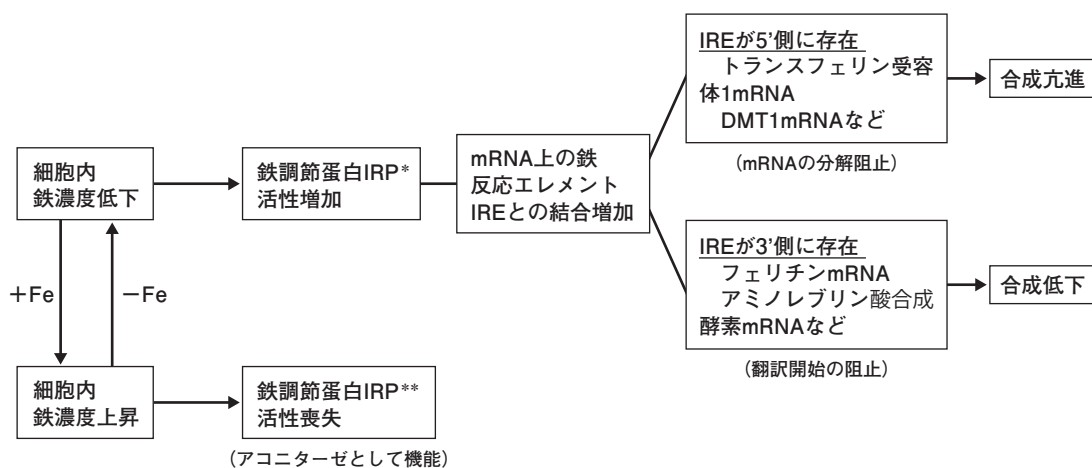 IREが5'側に存在
トランスフェリン受容
体1mRNA
DMT1mRNAなど
合成亢進
(mRNAの分解阻止)
細胞内
鉄濃度低下
鉄調節蛋白IRP*
活性増加
mRNA上の鉄
反応エレメント
IREとの結合増加
IREが3'側に存在
フェリチンmRNA
アミノレブリン酸合成
酵素mRNAなど
合成低下
(翻訳開始の阻止)
+Fe
−Fe
細胞内
鉄濃度上昇
鉄調節蛋白IRP**
活性喪失
(アコニターゼとして機能)